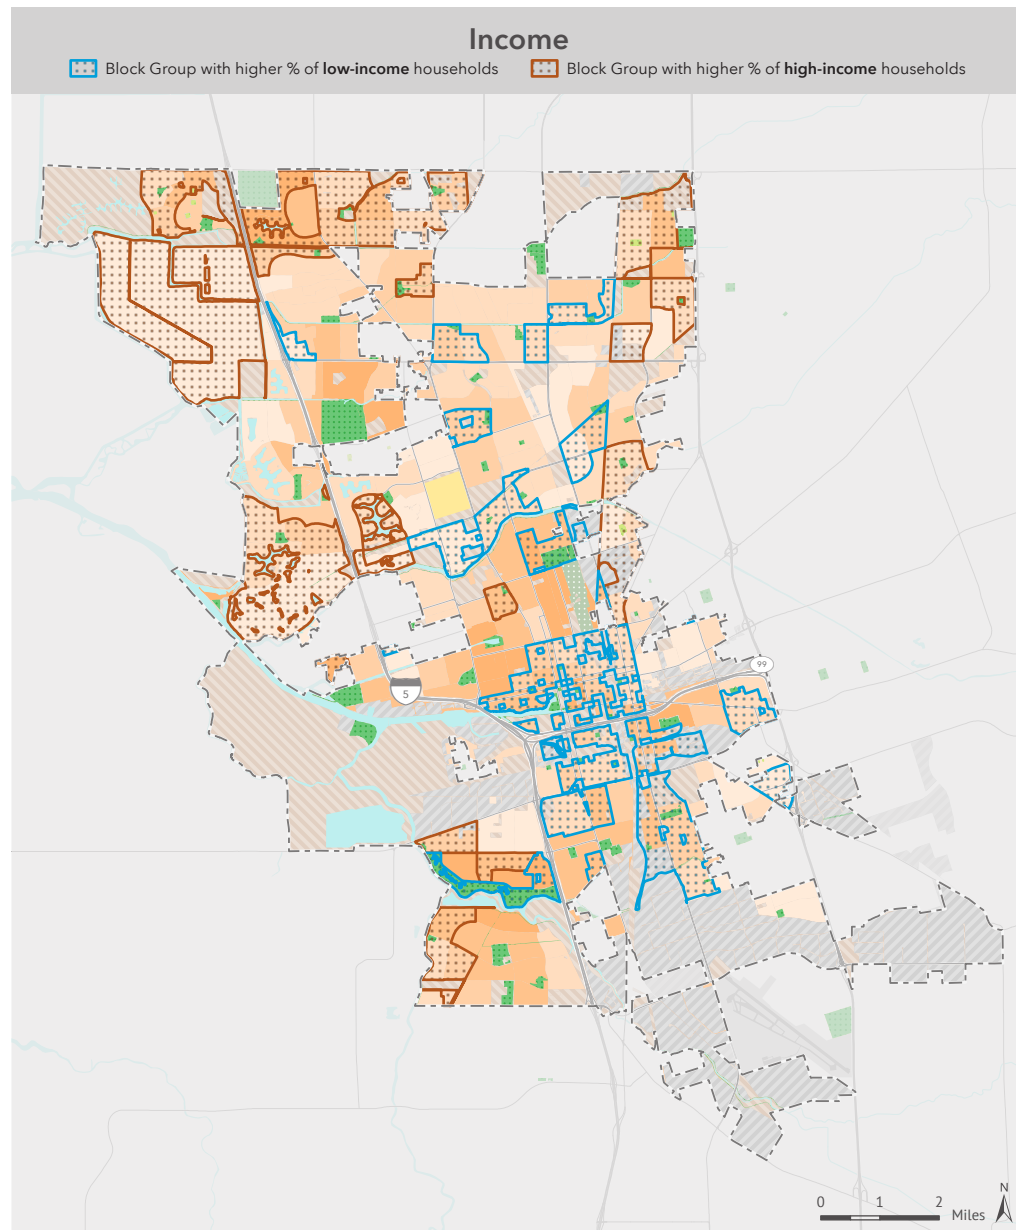 Income
Block Group with higher % of low-income households
Block Group with higher % of high-income households
99
5
N
0 1 2
Miles